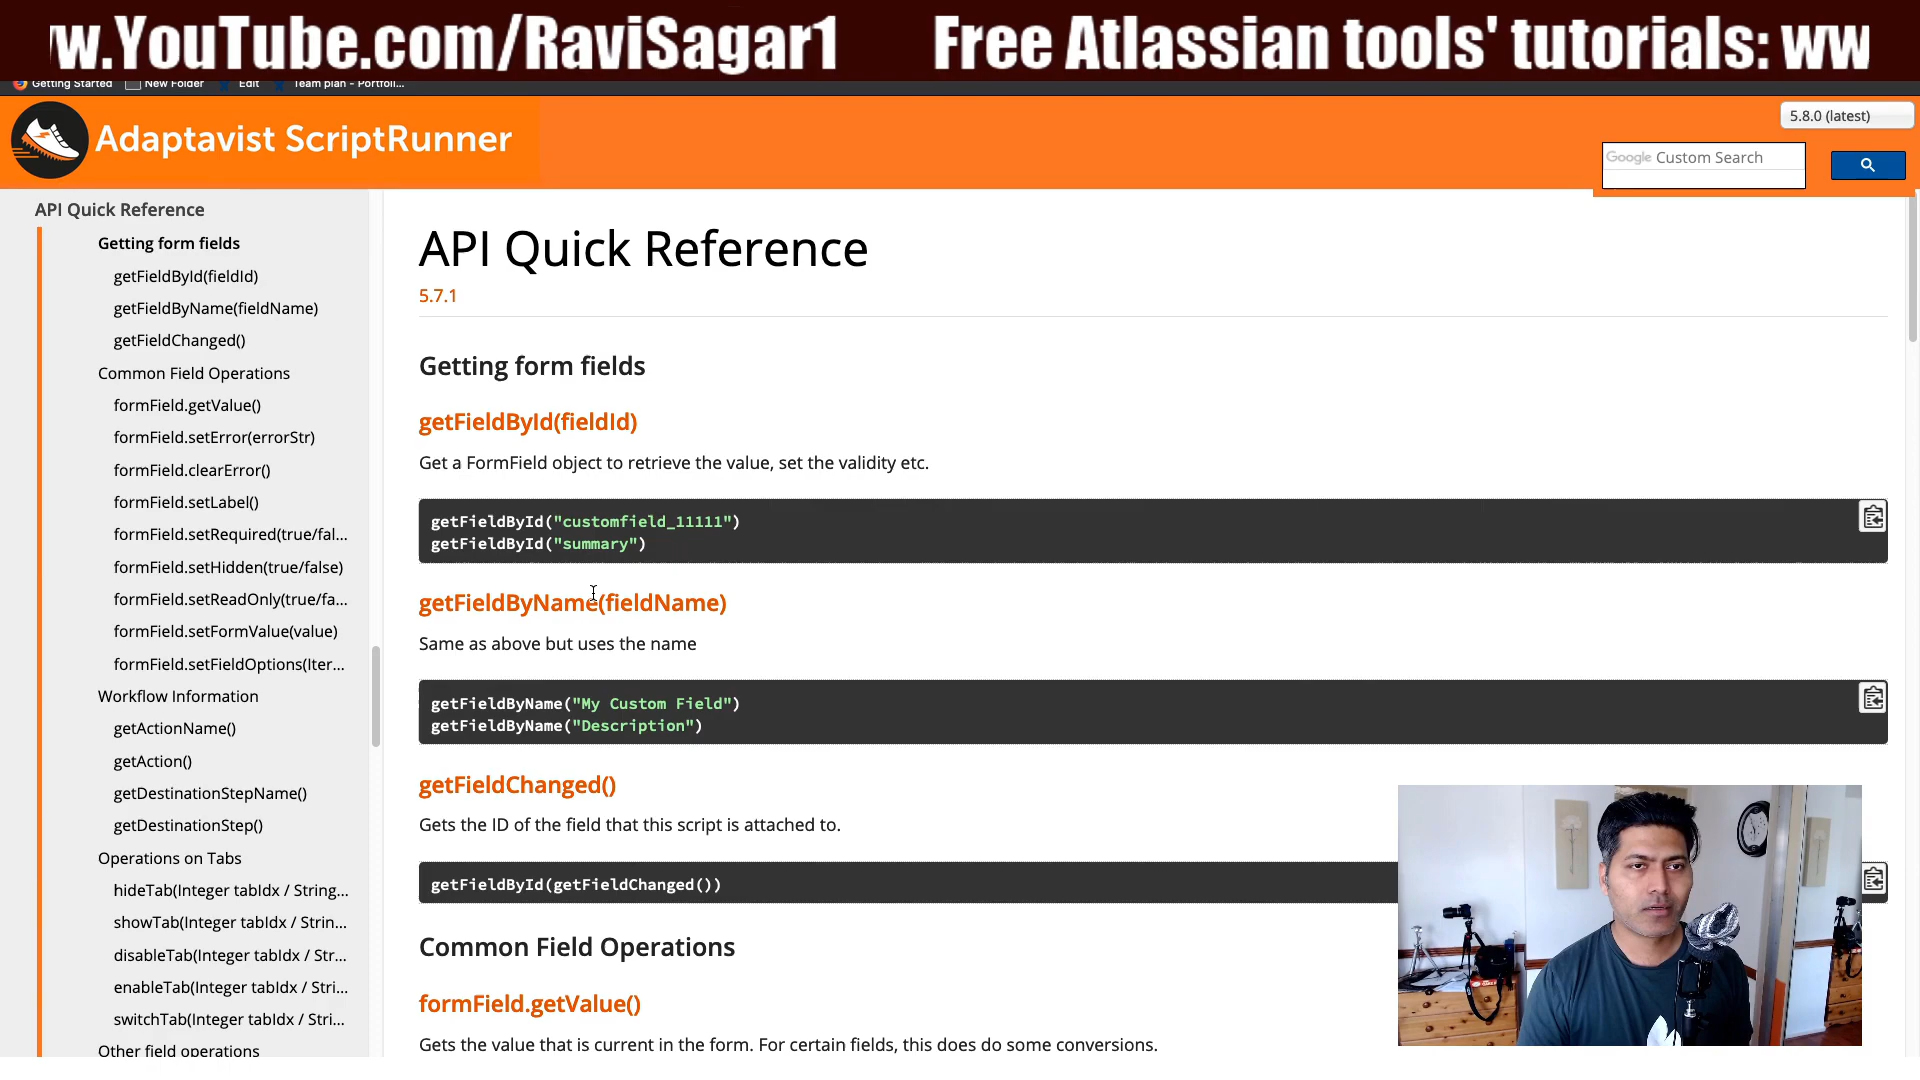 w.YouTube.com/RaviSagar1 Free Atlassian tools' tutorials: ww
Getting Started New Folder Edit Team plan - Portfoli...
Adaptavist ScriptRunner
5.8.0 (latest)
Google Custom Search
API Quick Reference
Getting form fields
getFieldById(fieldId)
getFieldByName(fieldName)
getFieldChanged()
Common Field Operations
formField.getValue()
formField.setError(errorStr)
formField.clearError()
formField.setLabel()
formField.setRequired(true/fal...
formField.setHidden(true/false)
formField.setReadOnly(true/fa...
formField.setFormValue(value)
formField.setFieldOptions(Iter...
Workflow Information
getActionName()
getAction()
getDestinationStepName()
getDestinationStep()
Operations on Tabs
hideTab(Integer tabIdx / String...
showTab(Integer tabIdx / Strin...
disableTab(Integer tabIdx / Str...
enableTab(Integer tabIdx / Stri...
switchTab(Integer tabIdx / Stri...
Other field operations
API Quick Reference
5.7.1
Getting form fields
getFieldById(fieldId)
Get a FormField object to retrieve the value, set the validity etc.
getFieldById("customfield_11111")
getFieldById("summary")
getFieldByName(fieldName)
Same as above but uses the name
getFieldByName("My Custom Field")
getFieldByName("Description")
getFieldChanged()
Gets the ID of the field that this script is attached to.
getFieldById(getFieldChanged())
Common Field Operations
formField.getValue()
Gets the value that is current in the form. For certain fields, this does do some conversions.